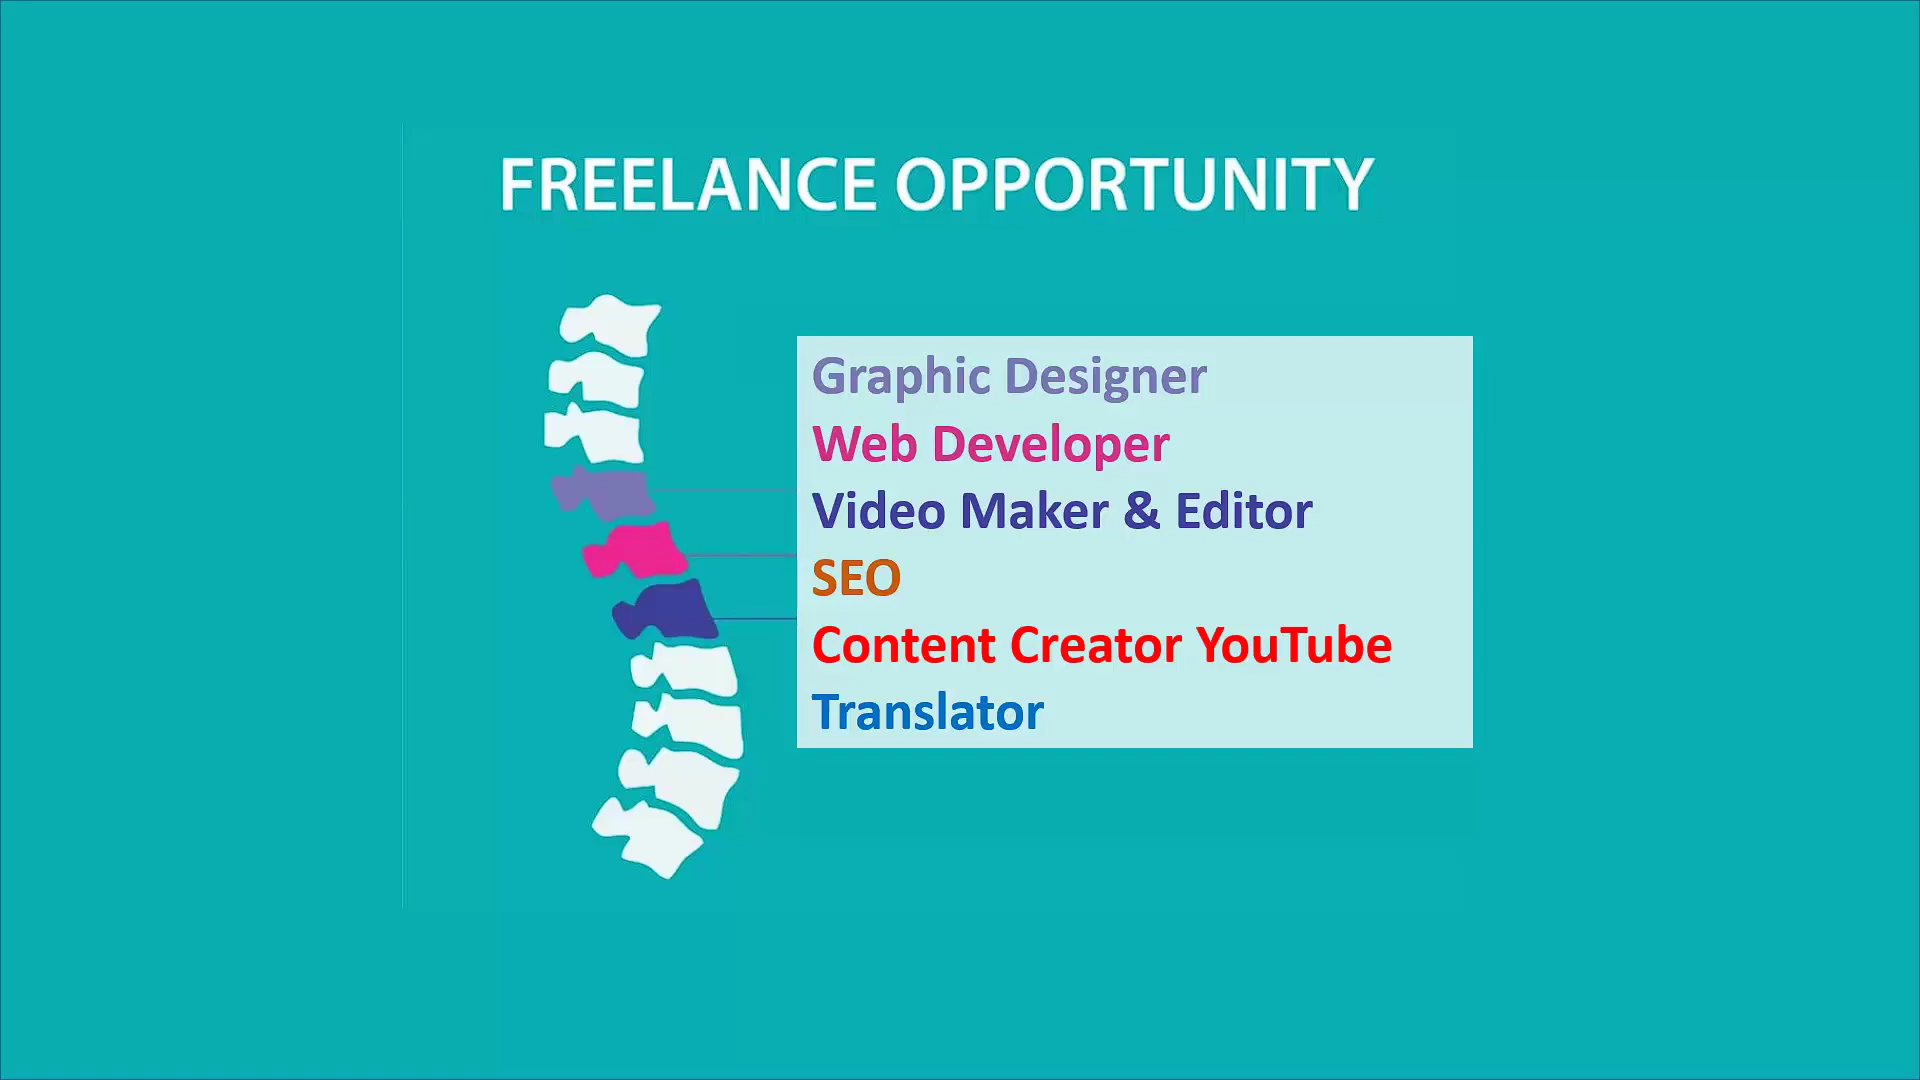 FREELANCE OPPORTUNITY
Graphic Designer
Web Developer
Video Maker & Editor
SEO
Content Creator YouTube
Translator